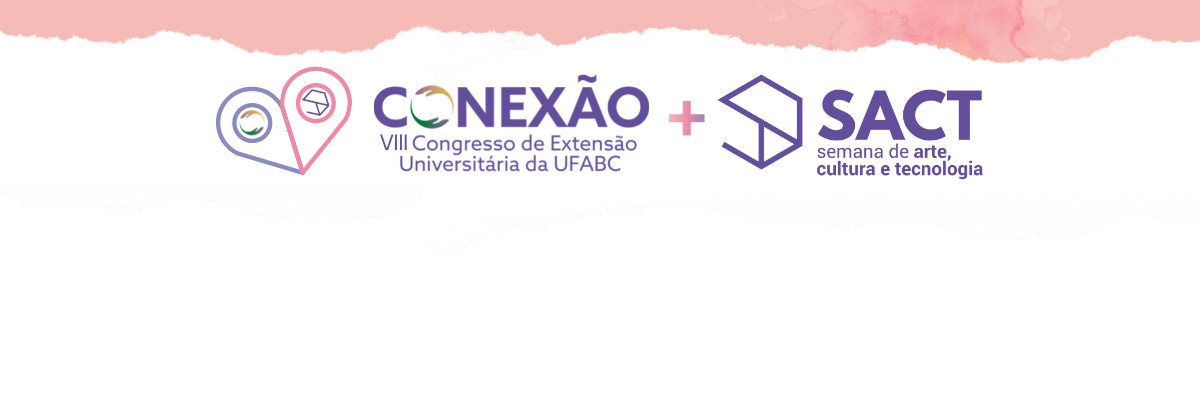 CONEXÃO
VIII Congresso de Extensão
Universitária da UFABC
+
SACT
semana de arte,
cultura e tecnologia